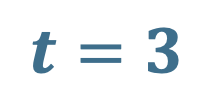 t = 3